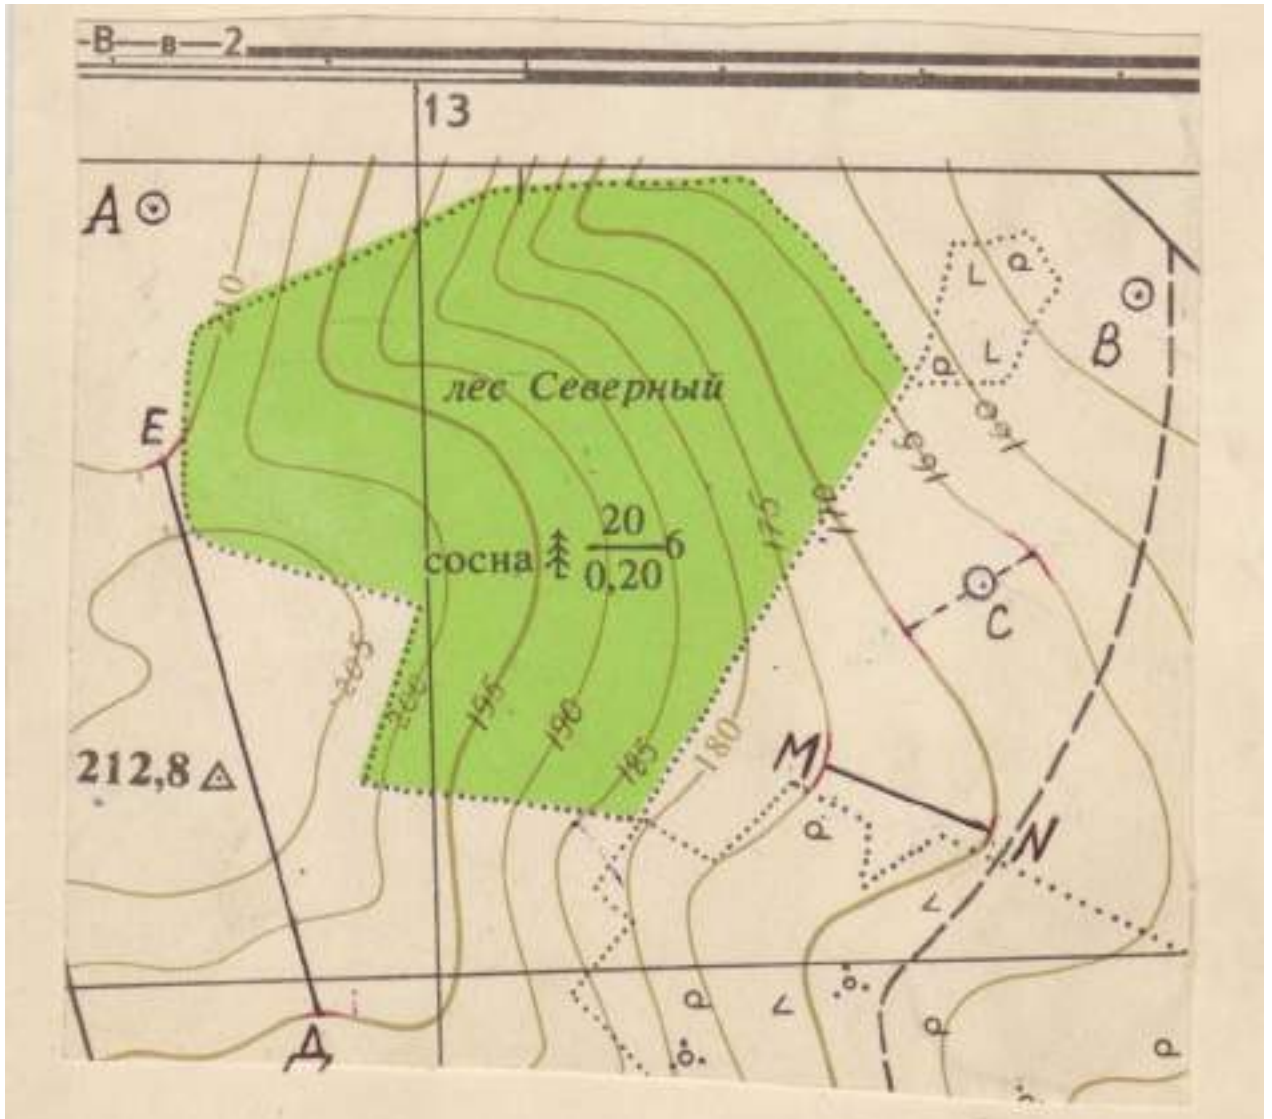 -В—в—2
13
А
210
Р
L
В
L
Р
лес Северный
Е
160
165
20
сосна 6
0,20
175
170
С
205
200
195
190
185
180
М
212,8
Р
N
Д